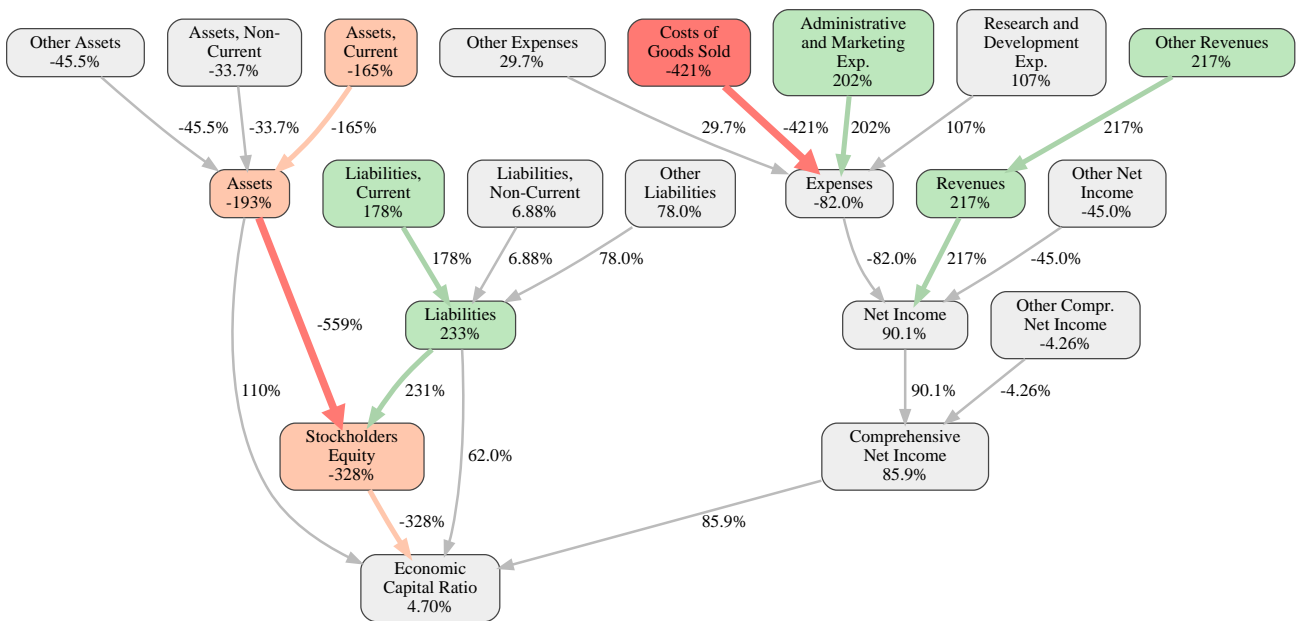 Other Assets
-45.5%
Assets, Non-
Current
-33.7%
Assets,
Current
-165%
Other Expenses
29.7%
Costs of
Goods Sold
-421%
Administrative
and Marketing
Exp.
202%
Research and
Development
Exp.
107%
Other Revenues
217%
-45.5%
-33.7%
-165%
29.7%
-421%
202%
107%
217%
Assets
-193%
Liabilities,
Current
178%
Liabilities,
Non-Current
6.88%
Other
Liabilities
78.0%
Expenses
-82.0%
Revenues
217%
Other Net
Income
-45.0%
178%
6.88%
78.0%
-82.0%
217%
-45.0%
-559%
Liabilities
233%
Net Income
90.1%
Other Compr.
Net Income
-4.26%
110%
231%
90.1%
-4.26%
Stockholders
Equity
-328%
62.0%
Comprehensive
Net Income
85.9%
-328%
85.9%
Economic
Capital Ratio
4.70%